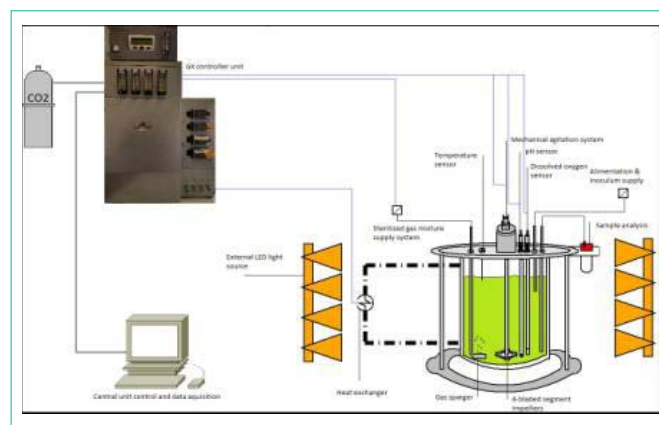 GX controller unit
CO2
Mechanical agitation system
pH sensor
Temperature
sensor
Dissolved oxygen
sensor
Alimentation &
inoculum supply
Sterilized gas mixture
supply system
Sample analysis
External LED light
source
Heat exchanger
Gas sparger
4-bladed segment
impellers
Central unit control and data aquisition